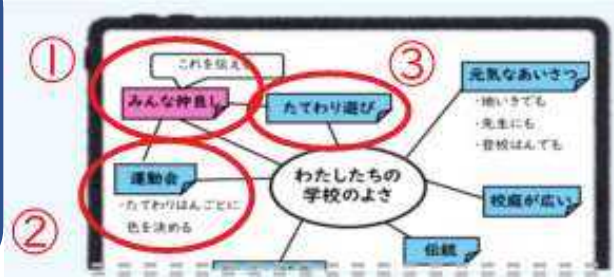 ①
これを伝え
みんな仲良し
②
運動会
・たてわりはんごとに
色を決める
③
たてわり遊び
わたしたちの
学校のよさ
元気なあいさつ
・地いきでも
・先生にも
・登校はんでも
校庭が広い
伝統